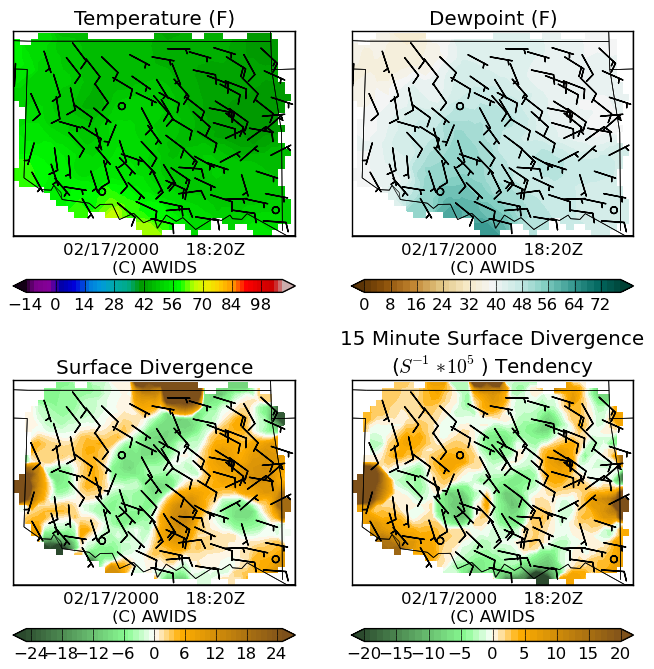 Temperature (F) Dewpoint (F)
02/17/2000 18:20Z 02/17/2000 18:20Z
(C) AWIDS (C) AWIDS
−14 0 14 28 42 56 70 84 98 0 8 16 24 32 40 48 56 64 72
15 Minute Surface Divergence
Surface Divergence (S⁻¹ *10⁵ ) Tendency
02/17/2000 18:20Z 02/17/2000 18:20Z
(C) AWIDS (C) AWIDS
−24 −18 −12 −6 0 6 12 18 24 −20 −15 −10 −5 0 5 10 15 20